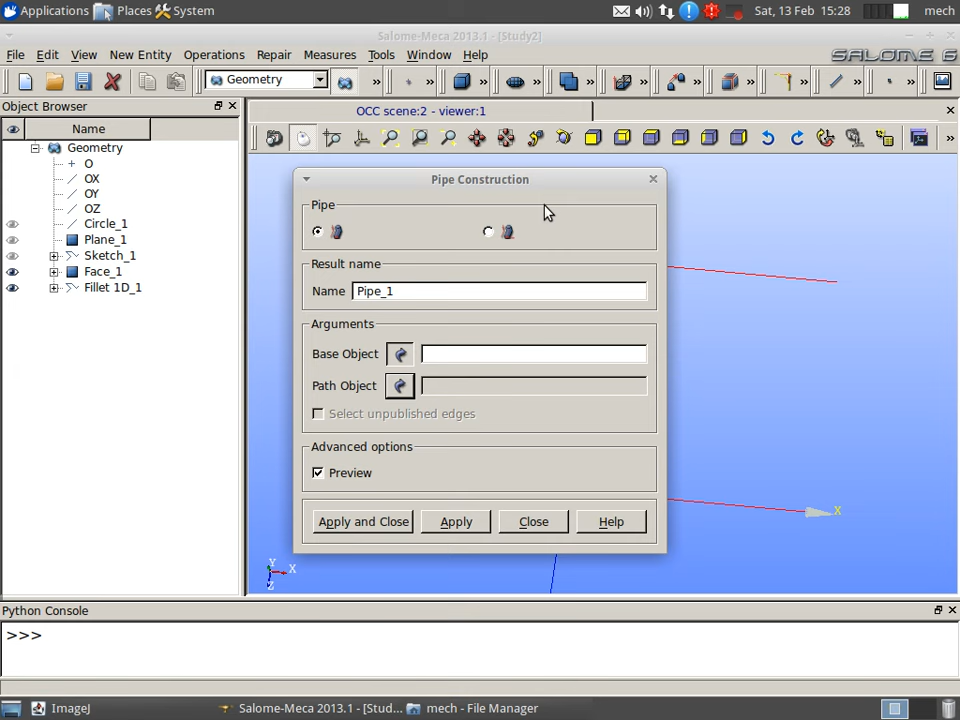 Applications Places System Sat, 13 Feb 15:28 mech
Salome-Meca 2013.1 - [Study2]
File Edit View New Entity Operations Repair Measures Tools Window Help SALOME 6
Geometry
Object Browser
OCC scene:2 - viewer:1
Name
Geometry
O
OX
OY
OZ
Circle_1
Plane_1
Sketch_1
Face_1
Fillet 1D_1
Pipe Construction
Pipe
Result name
Name Pipe_1
Arguments
Base Object
Path Object
Select unpublished edges
Advanced options
Preview
Apply and Close Apply Close Help
X
Y
X
Z
Python Console
>>>
ImageJ Salome-Meca 2013.1 - [Stud... mech - File Manager